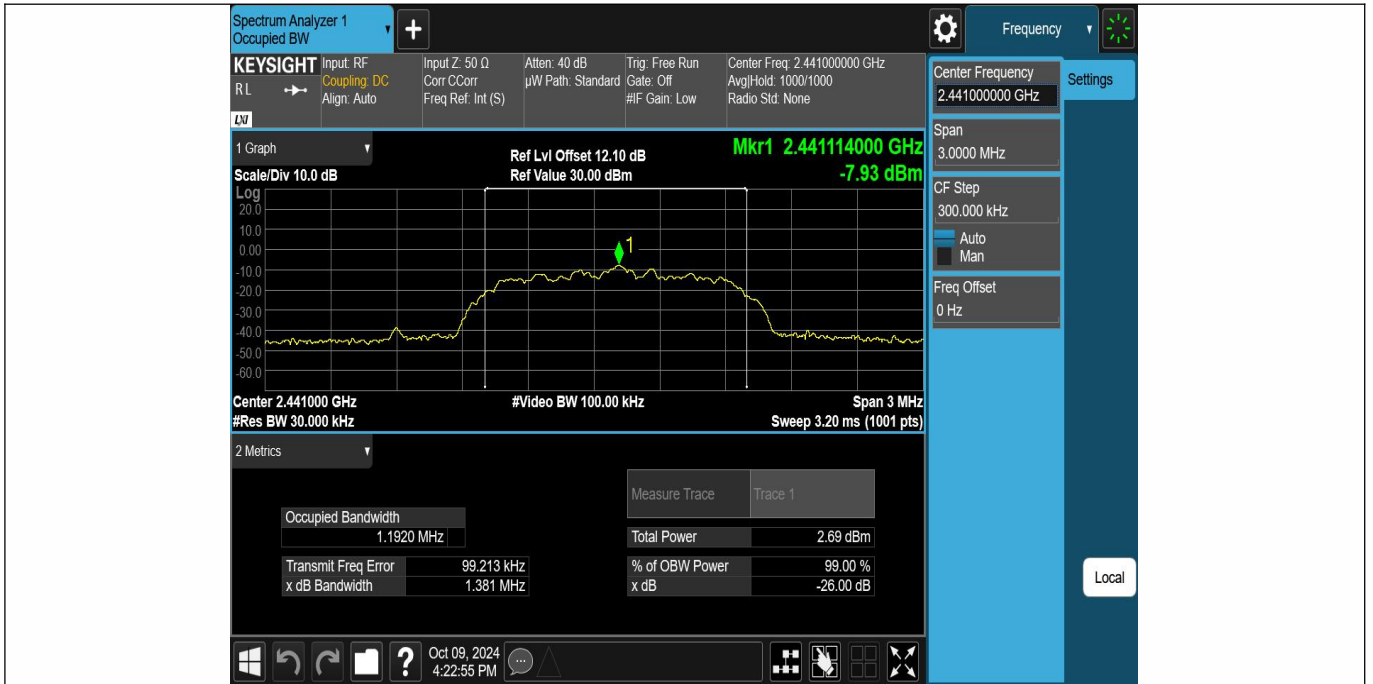 Spectrum Analyzer 1
Occupied BW
+
Frequency
KEYSIGHT
RL
LXI
Input: RF
Coupling: DC
Align: Auto
Input Z: 50 Ω
Corr CCorr
Freq Ref: Int (S)
Atten: 40 dB
µW Path: Standard
Trig: Free Run
Gate: Off
#IF Gain: Low
Center Freq: 2.441000000 GHz
Avg|Hold: 1000/1000
Radio Std: None
Center Frequency
2.441000000 GHz
Settings
Span
3.0000 MHz
CF Step
300.000 kHz
Auto
Man
Freq Offset
0 Hz
Local
1 Graph
Scale/Div 10.0 dB
Ref Lvl Offset 12.10 dB
Ref Value 30.00 dBm
Mkr1 2.441114000 GHz
-7.93 dBm
Log
20.0
10.0
0.00
-10.0
-20.0
-30.0
-40.0
-50.0
-60.0
1
Center 2.441000 GHz
#Video BW 100.00 kHz
Span 3 MHz
#Res BW 30.000 kHz
Sweep 3.20 ms (1001 pts)
2 Metrics
Measure Trace
Trace 1
Occupied Bandwidth
1.1920 MHz
Total Power
2.69 dBm
Transmit Freq Error
99.213 kHz
% of OBW Power
99.00 %
x dB Bandwidth
1.381 MHz
x dB
-26.00 dB
?
Oct 09, 2024
4:22:55 PM